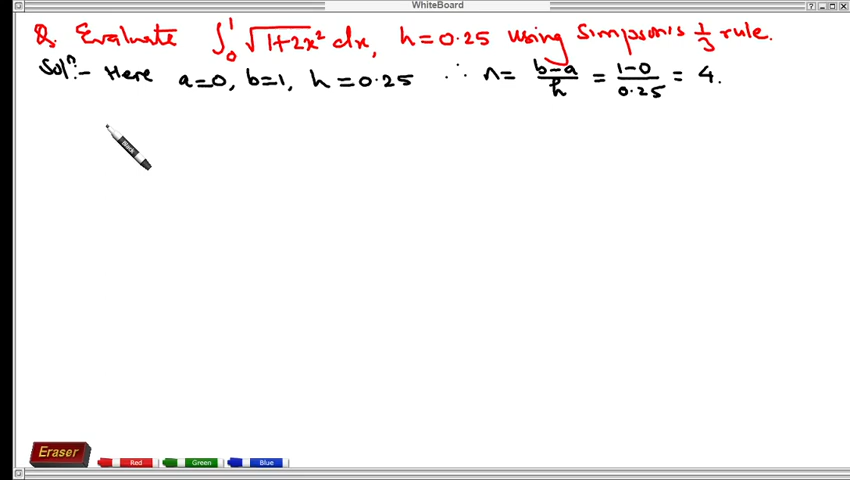 WhiteBoard
Q. Evaluate ∫₀¹ √(1+2x²) dx, h=0.25 using Simpson's 1/3 rule.
Solⁿ:- Here a=0, b=1, h=0.25 ∴ n= (b-a)/h = (1-0)/0.25 = 4.
Black
Eraser Red Green Blue